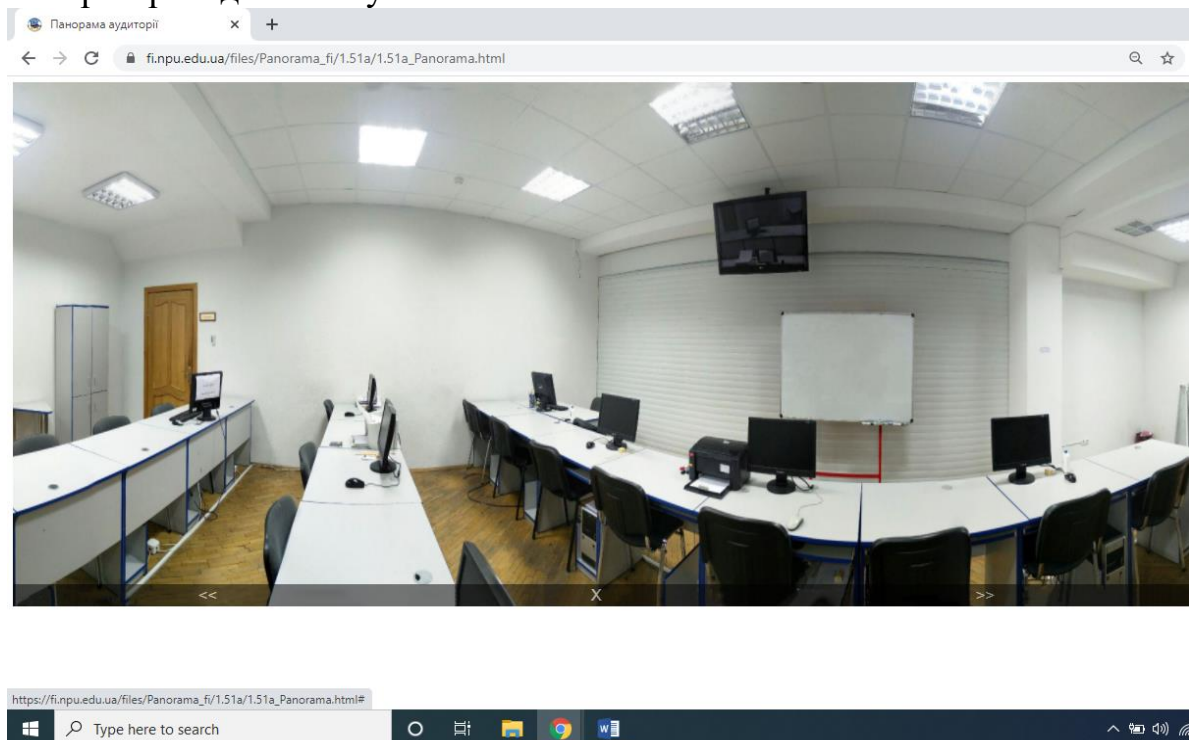 Панорама аудиторії
fi.npu.edu.ua/files/Panorama_fi/1.51a/1.51a_Panorama.html
<< X >>
https://fi.npu.edu.ua/files/Panorama_fi/1.51a/1.51a_Panorama.html#
Type here to search